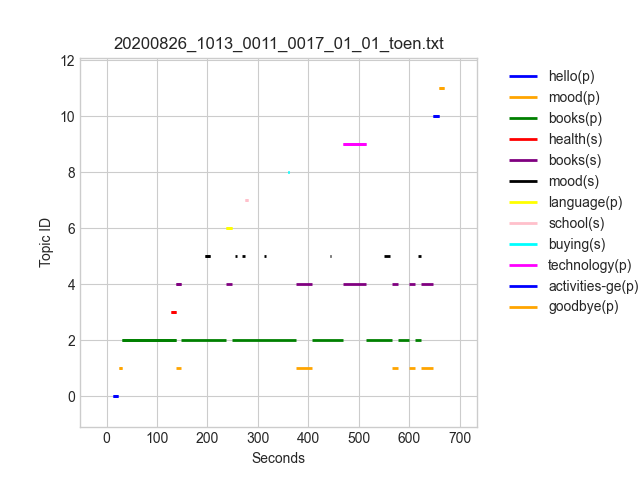 20200826_1013_0011_0017_01_01_toen.txt
12
10
8
6
4
2
0
Topic ID
0 100 200 300 400 500 600 700
Seconds
hello(p)
mood(p)
books(p)
health(s)
books(s)
mood(s)
language(p)
school(s)
buying(s)
technology(p)
activities-ge(p)
goodbye(p)